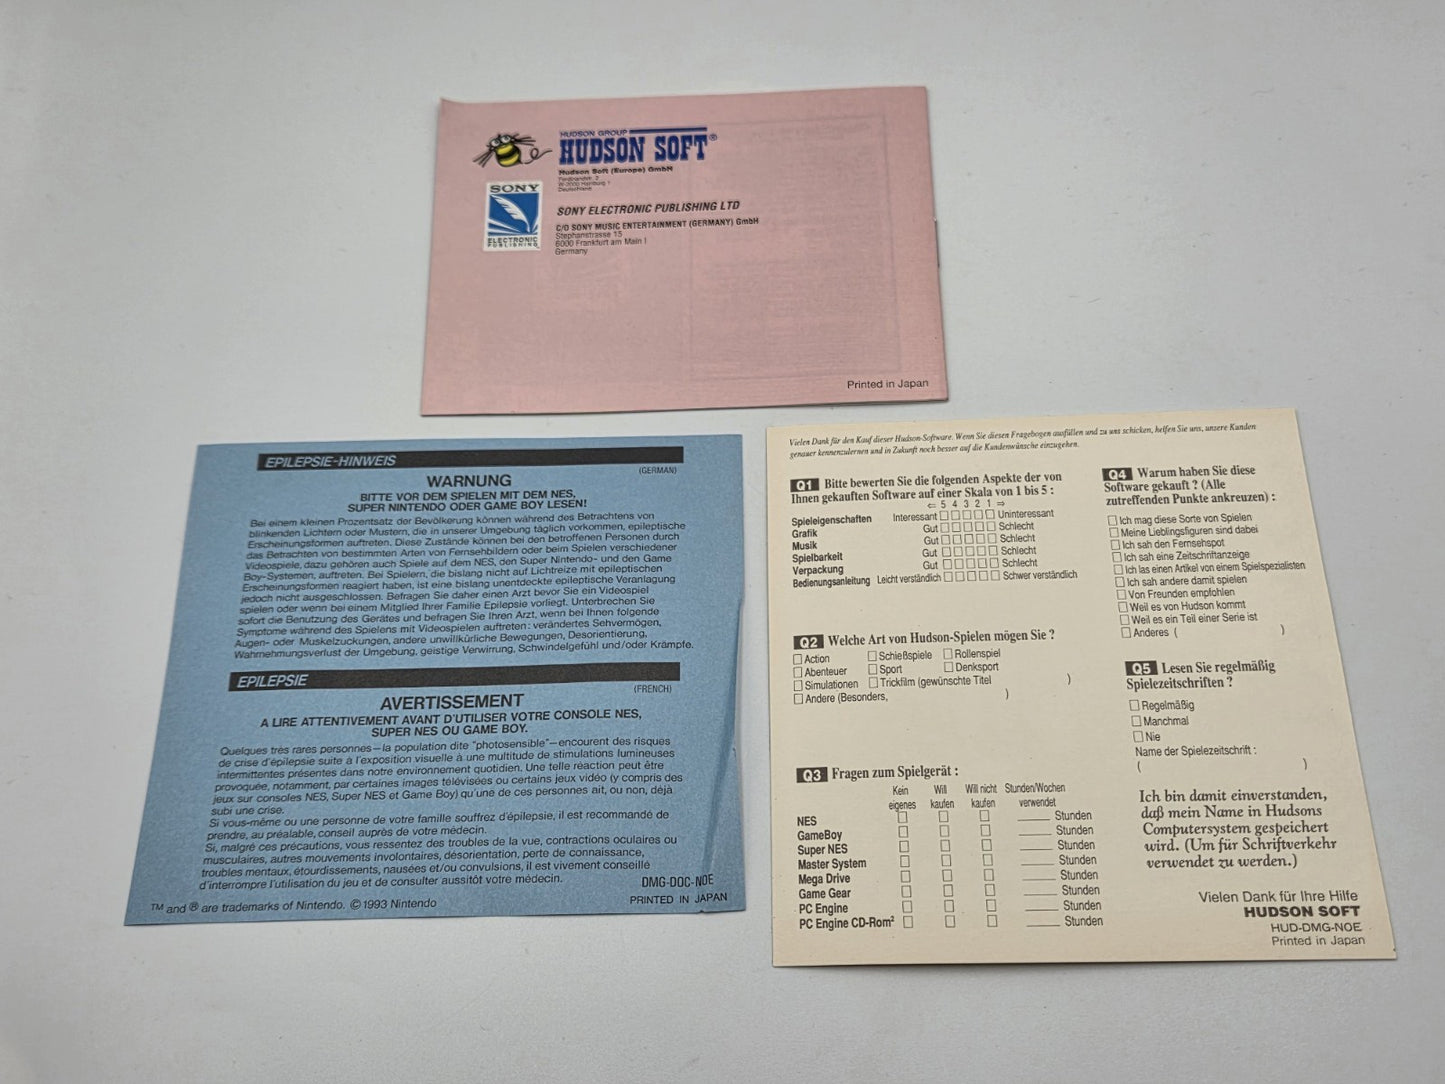 HUDSON GROUP
HUDSON SOFT®
Hudson Soft (Europe) GmbH
W-2000 Hamburg 1
Deutschland
SONY
ELECTRONIC
PUBLISHING
SONY ELECTRONIC PUBLISHING LTD
C/O SONY MUSIC ENTERTAINMENT (GERMANY) GmbH
Stephanstrasse 15
6000 Frankfurt am Main 1
Germany
Printed in Japan
EPILEPSIE-HINWEIS
(GERMAN)
WARNUNG
BITTE VOR DEM SPIELEN MIT DEM NES,
SUPER NINTENDO ODER GAME BOY LESEN!
Bei einem kleinen Prozentsatz der Bevölkerung können während des Betrachtens von
blinkenden Lichtern oder Mustern, die in unserer Umgebung täglich vorkommen, epileptische
Erscheinungsformen auftreten. Diese Zustände können bei den betroffenen Personen durch
das Betrachten von bestimmten Arten von Fernsehbildern oder beim Spielen verschiedener
Videospiele, dazu gehören auch Spiele auf dem NES, den Super Nintendo- und den Game
Boy-Systemen, auftreten. Bei Spielern, die bislang nicht auf Lichtreize mit epileptischen
Erscheinungsformen reagiert haben, ist eine bislang unentdeckte epileptische Veranlagung
jedoch nicht ausgeschlossen. Befragen Sie daher einen Arzt bevor Sie ein Videospiel
spielen oder wenn bei einem Mitglied Ihrer Familie Epilepsie vorliegt. Unterbrechen Sie
sofort die Benutzung des Gerätes und befragen Sie Ihren Arzt, wenn bei Ihnen folgende
Symptome während des Spielens mit Videospielen auftreten: verändertes Sehvermögen,
Augen- oder Muskelzuckungen, andere unwillkürliche Bewegungen, Desorientierung,
Wahrnehmungsverlust der Umgebung, geistige Verwirrung, Schwindelgefühl und/oder Krämpfe.
EPILEPSIE
(FRENCH)
AVERTISSEMENT
A LIRE ATTENTIVEMENT AVANT D'UTILISER VOTRE CONSOLE NES,
SUPER NES OU GAME BOY.
Quelques très rares personnes—la population dite "photosensible"—encourent des risques
de crise d'épilepsie suite à l'exposition visuelle à une multitude de stimulations lumineuses
intermittentes présentes dans notre environnement quotidien. Une telle réaction peut être
provoquée, notamment, par certaines images télévisées ou certains jeux vidéo (y compris des
jeux sur consoles NES, Super NES et Game Boy) qu'une de ces personnes ait, ou non, déjà
subi une crise.
Si vous-même ou une personne de votre famille souffrez d'épilepsie, il est recommandé de
prendre, au préalable, conseil auprès de votre médecin.
Si, malgré ces précautions, vous ressentez des troubles de la vue, contractions oculaires ou
musculaires, autres mouvements involontaires, désorientation, perte de connaissance,
troubles mentaux, étourdissements, nausées et/ou convulsions, il est vivement conseillé
d'interrompre l'utilisation du jeu et de consulter aussitôt votre médecin.
DMG-DOC-NOE
TM and ® are trademarks of Nintendo. © 1993 Nintendo
PRINTED IN JAPAN
Vielen Dank für den Kauf dieser Hudson-Software. Wenn Sie diesen Fragebogen ausfüllen und zu uns schicken, helfen Sie uns, unsere Kunden
genauer kennenzulernen und in Zukunft noch besser auf die Kundenwünsche einzugehen.
Q1 Bitte bewerten Sie die folgenden Aspekte der von
Ihnen gekauften Software auf einer Skala von 1 bis 5 :
⇐ 5 4 3 2 1 ⇒
Spieleigenschaften Interessant □□□□□ Uninteressant
Grafik Gut □□□□□ Schlecht
Musik Gut □□□□□ Schlecht
Spielbarkeit Gut □□□□□ Schlecht
Verpackung Gut □□□□□ Schlecht
Bedienungsanleitung Leicht verständlich □□□□□ Schwer verständlich
Q2 Welche Art von Hudson-Spielen mögen Sie ?
□ Action □ Schießspiele □ Rollenspiel
□ Abenteuer □ Sport □ Denksport
□ Simulationen □ Trickfilm (gewünschte Titel )
□ Andere (Besonders, )
Q3 Fragen zum Spielgerät :
Kein eigenes Will kaufen Will nicht kaufen Stunden/Wochen verwendet
NES □ □ □ _____ Stunden
GameBoy □ □ □ _____ Stunden
Super NES □ □ □ _____ Stunden
Master System □ □ □ _____ Stunden
Mega Drive □ □ □ _____ Stunden
Game Gear □ □ □ _____ Stunden
PC Engine □ □ □ _____ Stunden
PC Engine CD-Rom² □ □ □ _____ Stunden
Q4 Warum haben Sie diese
Software gekauft ? (Alle
zutreffenden Punkte ankreuzen) :
□ Ich mag diese Sorte von Spielen
□ Meine Lieblingsfiguren sind dabei
□ Ich sah den Fernsehspot
□ Ich sah eine Zeitschriftanzeige
□ Ich las einen Artikel von einem Spielspezialisten
□ Ich sah andere damit spielen
□ Von Freunden empfohlen
□ Weil es von Hudson kommt
□ Weil es ein Teil einer Serie ist
□ Anderes ( )
Q5 Lesen Sie regelmäßig
Spielezeitschriften ?
□ Regelmäßig
□ Manchmal
□ Nie
Name der Spielezeitschrift :
( )
Ich bin damit einverstanden,
daß mein Name in Hudsons
Computersystem gespeichert
wird. (Um für Schriftverkehr
verwendet zu werden.)
Vielen Dank für Ihre Hilfe
HUDSON SOFT
HUD-DMG-NOE
Printed in Japan